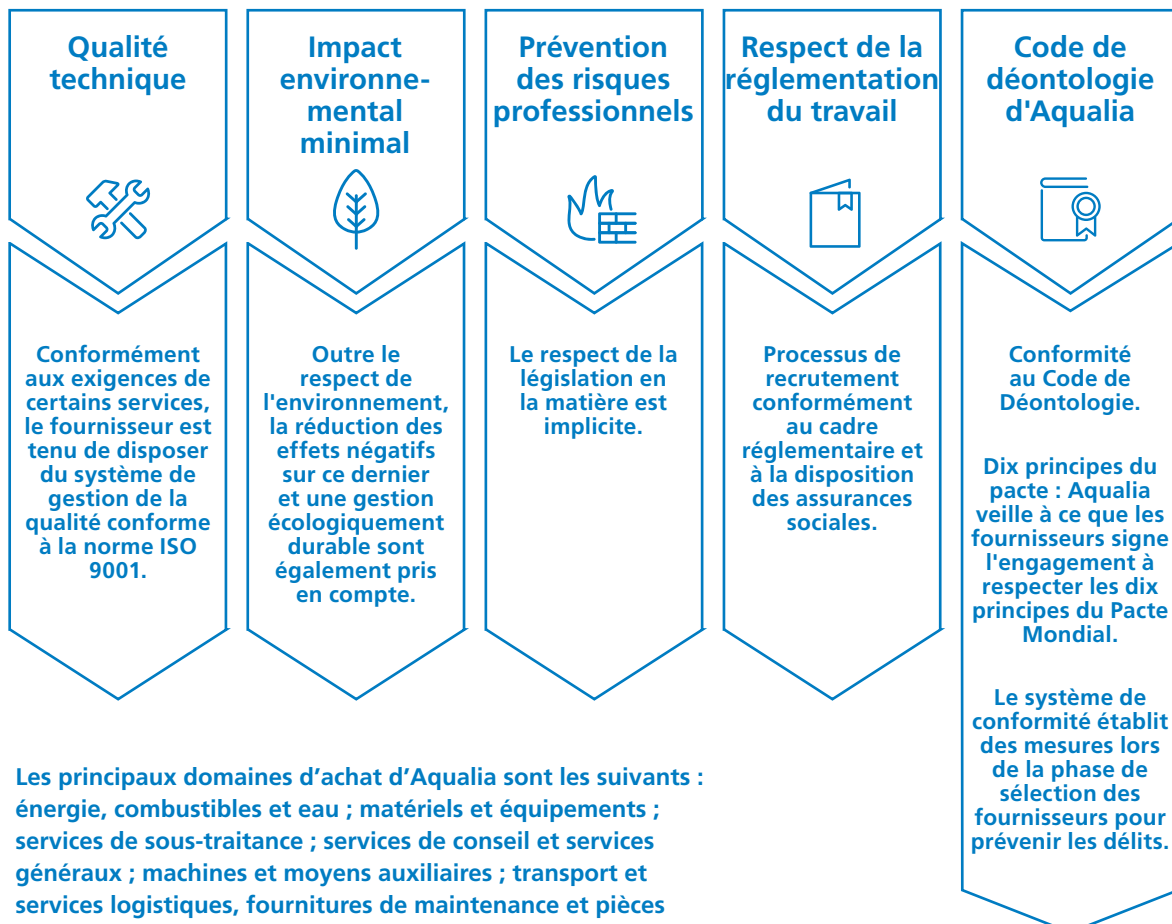 Qualité
technique
Impact
environne-
mental
minimal
Prévention
des risques
professionnels
Respect de la
réglementation
du travail
Code de
déontologie
d'Aqualia
Conformément
aux exigences de
certains services,
le fournisseur est
tenu de disposer
du système de
gestion de la
qualité conforme
à la norme ISO
9001.
Outre le
respect de
l'environnement,
la réduction des
effets négatifs
sur ce dernier
et une gestion
écologiquement
durable sont
également pris
en compte.
Le respect de la
législation en
la matière est
implicite.
Processus de
recrutement
conformément
au cadre
réglementaire et
à la disposition
des assurances
sociales.
Conformité
au Code de
Déontologie.
Dix principes du
pacte : Aqualia
veille à ce que les
fournisseurs signe
l'engagement à
respecter les dix
principes du Pacte
Mondial.
Le système de
conformité établit
des mesures lors
de la phase de
sélection des
fournisseurs pour
prévenir les délits.
Les principaux domaines d’achat d’Aqualia sont les suivants :
énergie, combustibles et eau ; matériels et équipements ;
services de sous-traitance ; services de conseil et services
généraux ; machines et moyens auxiliaires ; transport et
services logistiques, fournitures de maintenance et pièces